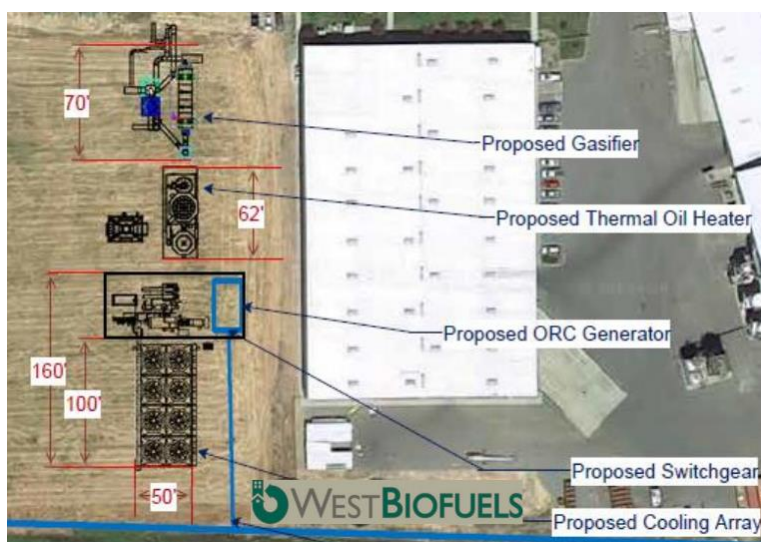 70'
Proposed Gasifier
62'
Proposed Thermal Oil Heater
Proposed ORC Generator
160'
100'
Proposed Switchgear
50'
WESTBIOFUELS
Proposed Cooling Array